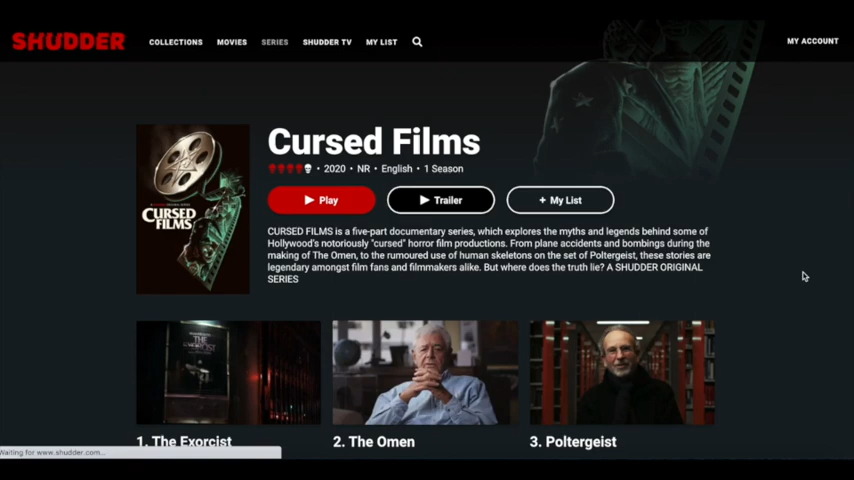 SHUDDER COLLECTIONS MOVIES SERIES SHUDDER TV MY LIST MY ACCOUNT
CURSED FILMS
Cursed Films
• 2020 • NR • English • 1 Season
Play Trailer + My List
CURSED FILMS is a five-part documentary series, which explores the myths and legends behind some of
Hollywood's notoriously "cursed" horror film productions. From plane accidents and bombings during the
making of The Omen, to the rumoured use of human skeletons on the set of Poltergeist, these stories are
legendary amongst film fans and filmmakers alike. But where does the truth lie? A SHUDDER ORIGINAL
SERIES
THE
EXORCIST
1. The Exorcist 2. The Omen 3. Poltergeist
Waiting for www.shudder.com...